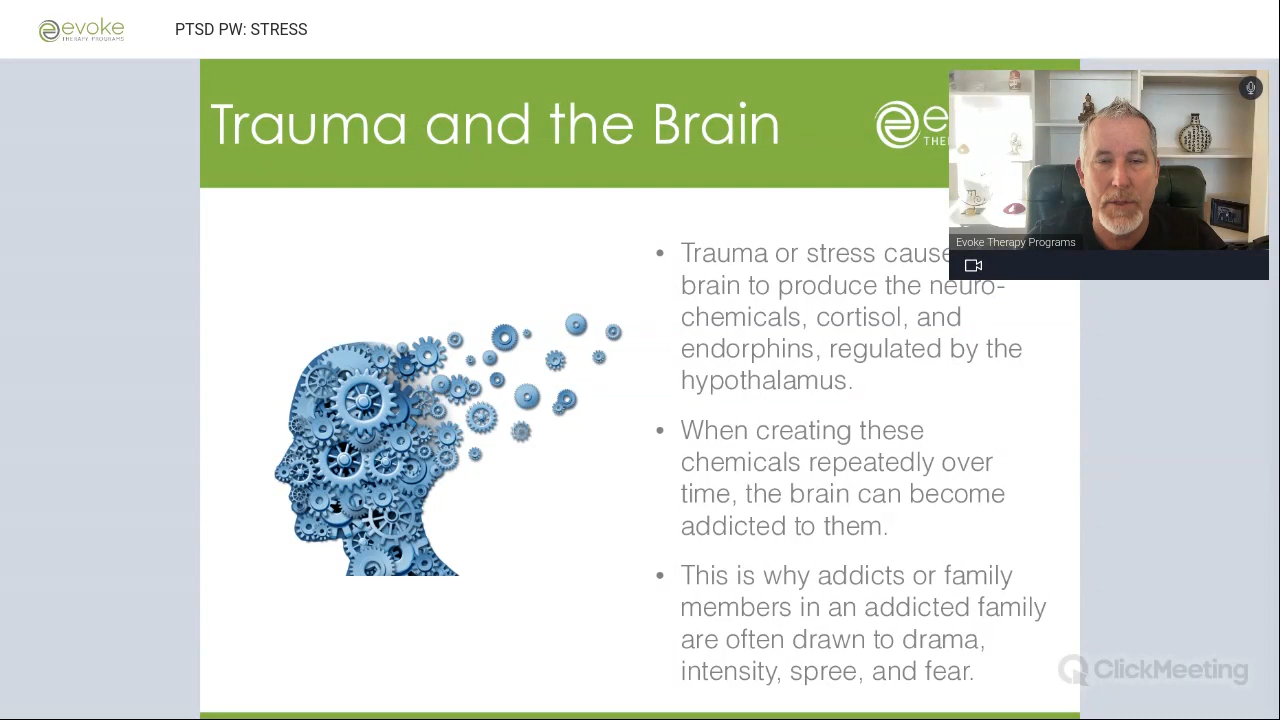 evoke
THERAPY PROGRAMS
PTSD PW: STRESS
Trauma and the Brain
e
THE
Evoke Therapy Programs
• Trauma or stress cause
brain to produce the neuro-
chemicals, cortisol, and
endorphins, regulated by the
hypothalamus.
• When creating these
chemicals repeatedly over
time, the brain can become
addicted to them.
• This is why addicts or family
members in an addicted family
are often drawn to drama,
intensity, spree, and fear.
ClickMeeting